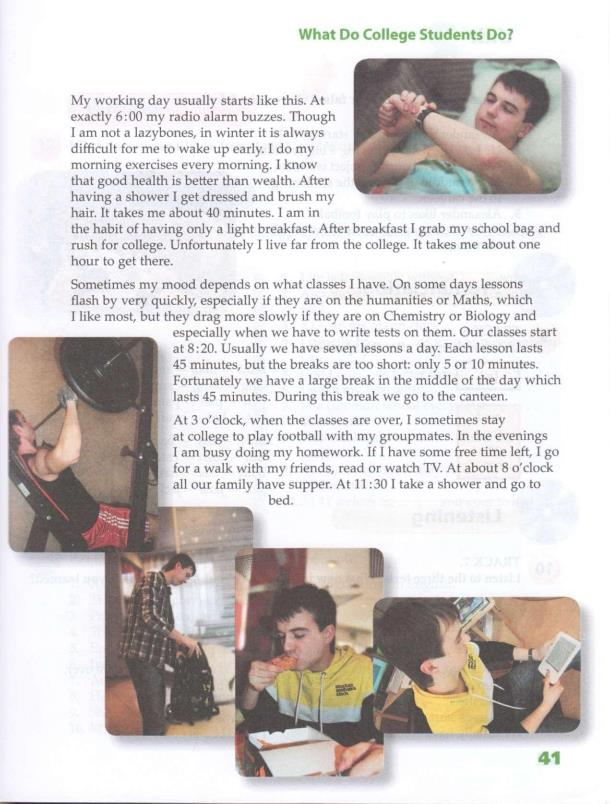 What Do College Students Do?
My working day usually starts like this. At
exactly 6:00 my radio alarm buzzes. Though
I am not a lazybones, in winter it is always
difficult for me to wake up early. I do my
morning exercises every morning. I know
that good health is better than wealth. After
having a shower I get dressed and brush my
hair. It takes me about 40 minutes. I am in
the habit of having only a light breakfast. After breakfast I grab my school bag and
rush for college. Unfortunately I live far from the college. It takes me about one
hour to get there.
Sometimes my mood depends on what classes I have. On some days lessons
flash by very quickly, especially if they are on the humanities or Maths, which
I like most, but they drag more slowly if they are on Chemistry or Biology and
especially when we have to write tests on them. Our classes start
at 8:20. Usually we have seven lessons a day. Each lesson lasts
45 minutes, but the breaks are too short: only 5 or 10 minutes.
Fortunately we have a large break in the middle of the day which
lasts 45 minutes. During this break we go to the canteen.
At 3 o'clock, when the classes are over, I sometimes stay
at college to play football with my groupmates. In the evenings
I am busy doing my homework. If I have some free time left, I go
for a walk with my friends, read or watch TV. At about 8 o'clock
all our family have supper. At 11:30 I take a shower and go to
bed.
41